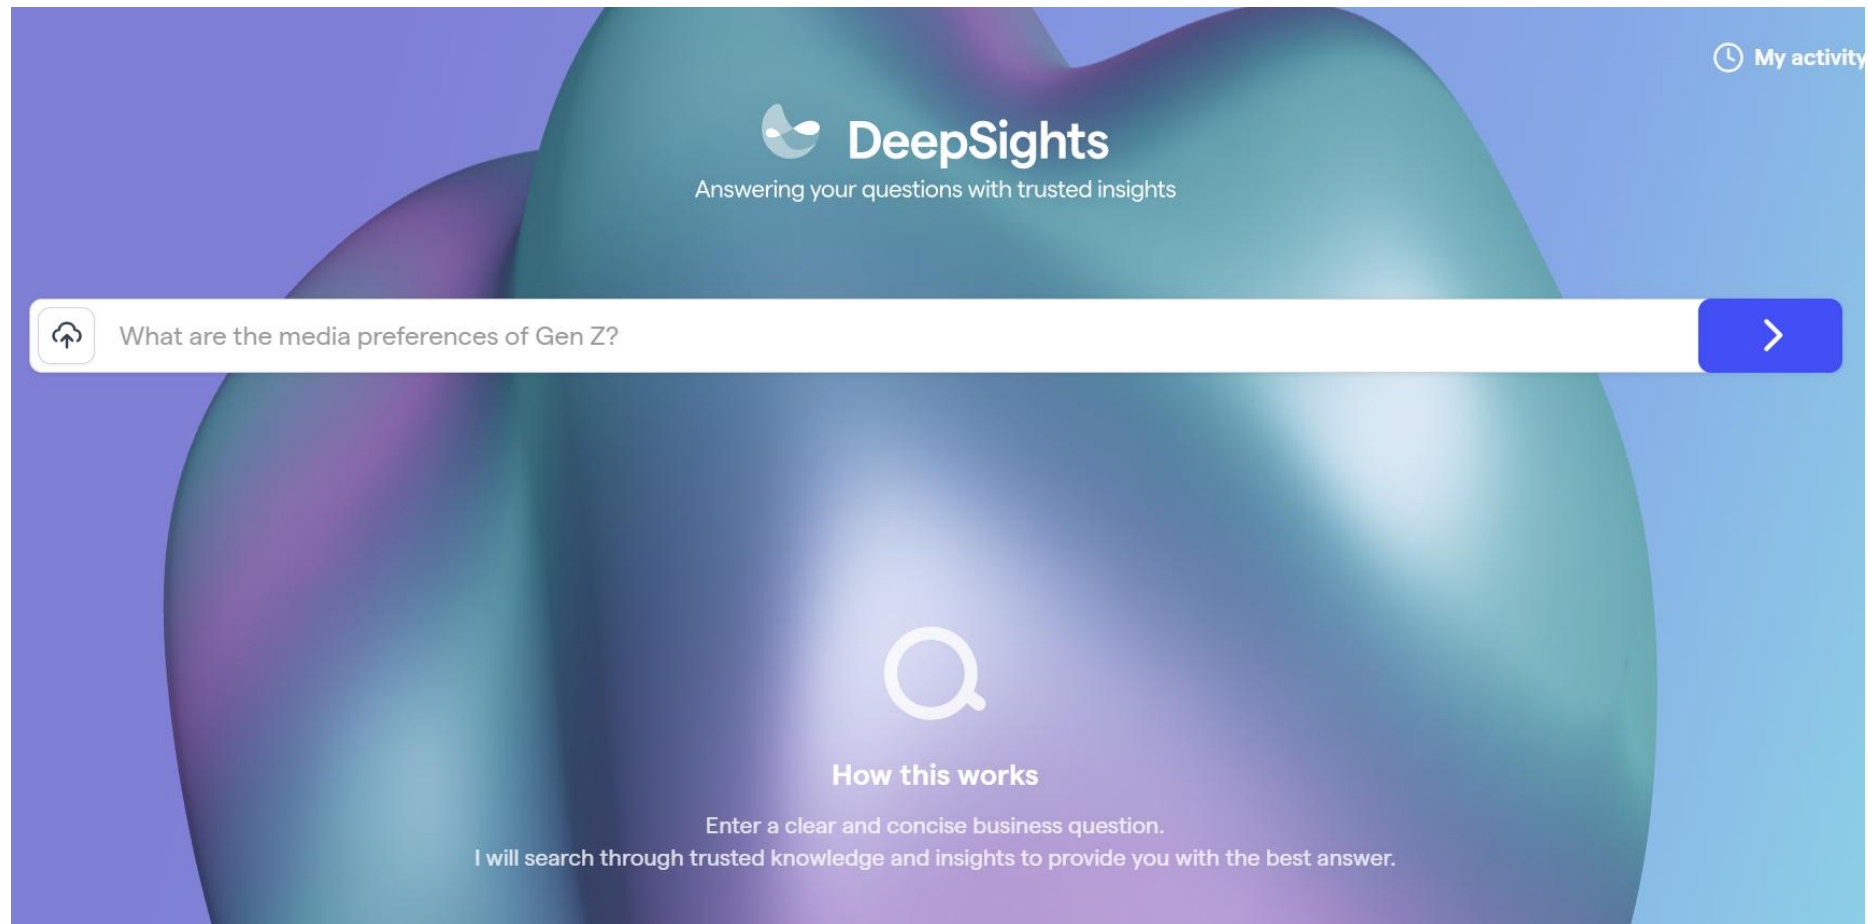 My activity
DeepSights
Answering your questions with trusted insights
What are the media preferences of Gen Z?
How this works
Enter a clear and concise business question.
I will search through trusted knowledge and insights to provide you with the best answer.